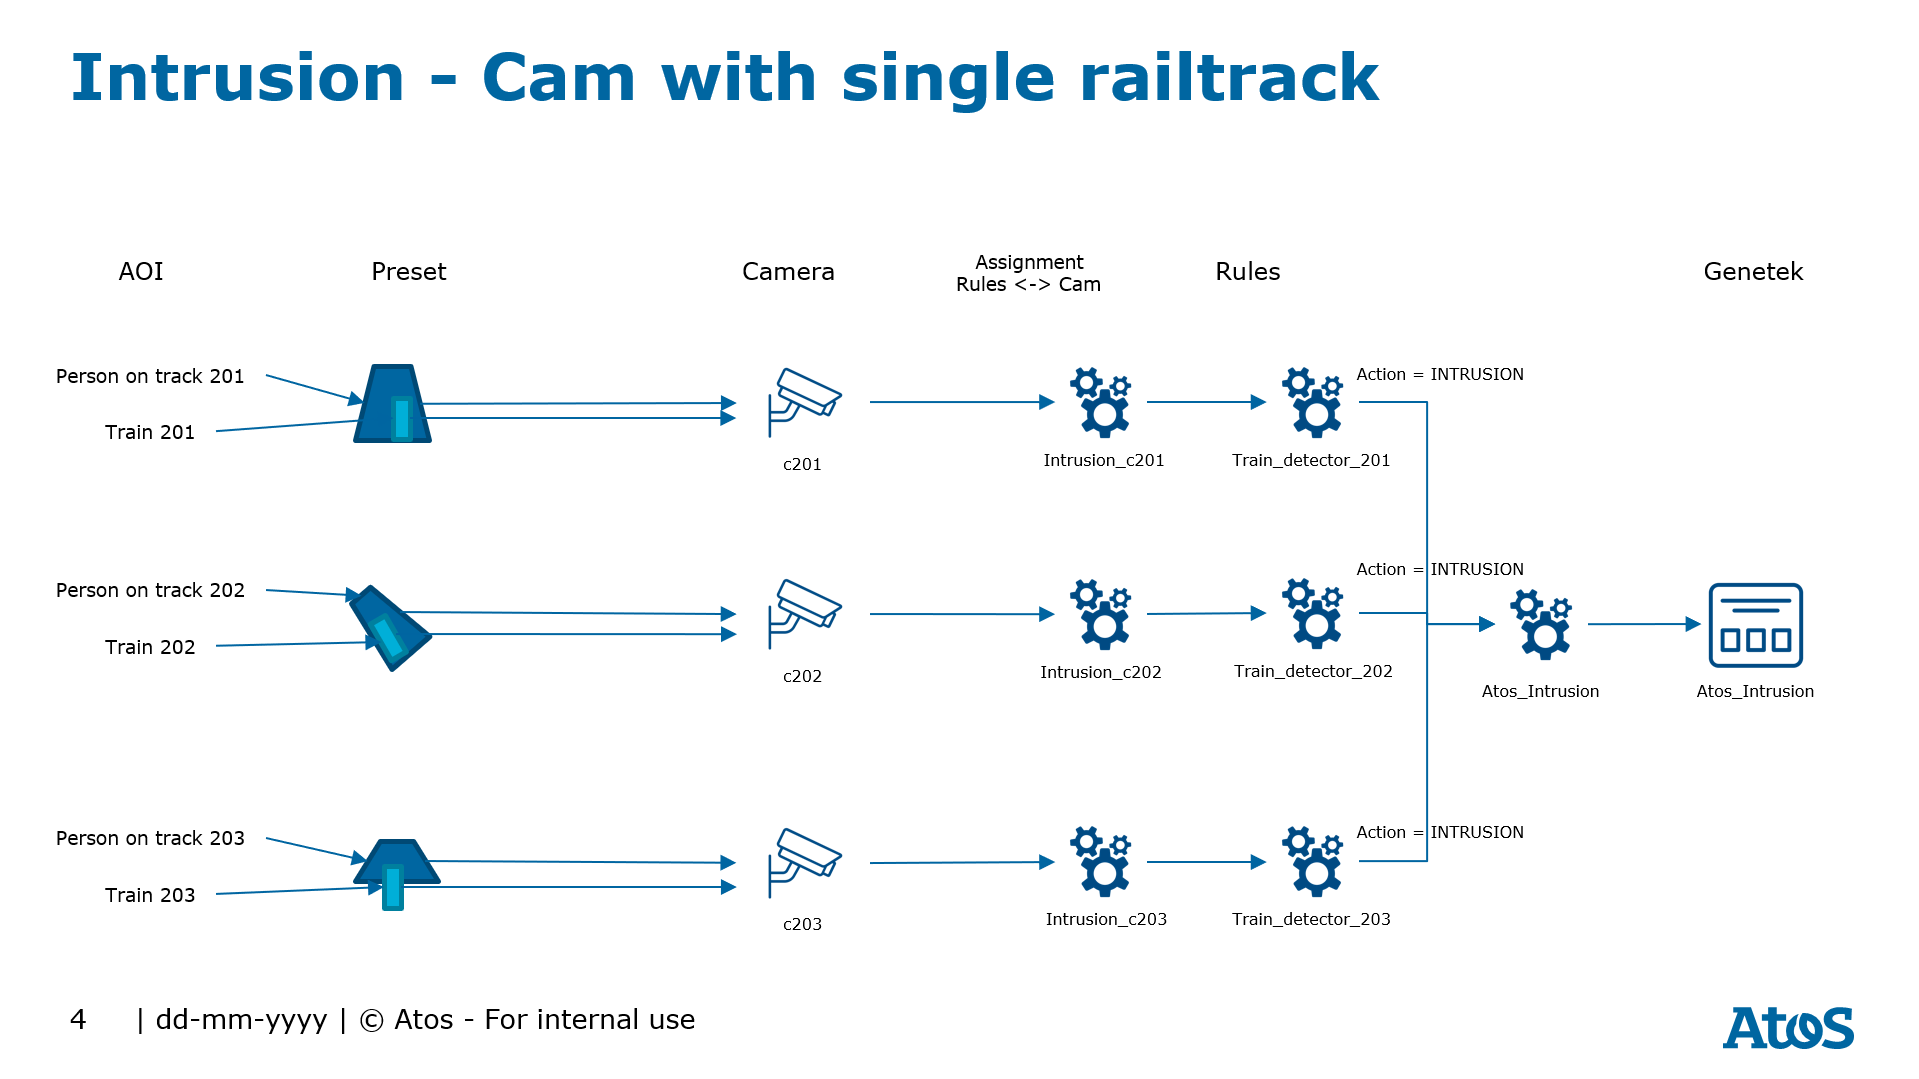 Intrusion - Cam with single railtrack
AOI
Preset
Camera
Assignment
Rules <-> Cam
Rules
Genetek
Person on track 201
Train 201
c201
Intrusion_c201
Train_detector_201
Action = INTRUSION
Person on track 202
Train 202
c202
Intrusion_c202
Train_detector_202
Action = INTRUSION
Atos_Intrusion
Atos_Intrusion
Person on track 203
Train 203
c203
Intrusion_c203
Train_detector_203
Action = INTRUSION
4 | dd-mm-yyyy | © Atos - For internal use
Atos